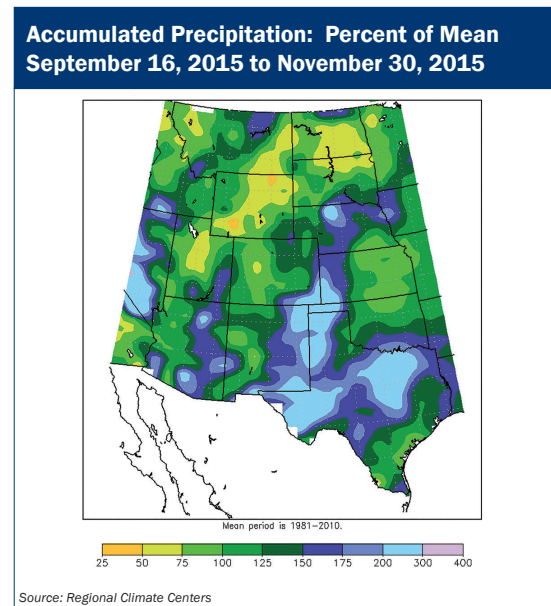 Accumulated Precipitation: Percent of Mean
September 16, 2015 to November 30, 2015
Mean period is 1981–2010.
25 50 75 100 125 150 175 200 300 400
Source: Regional Climate Centers